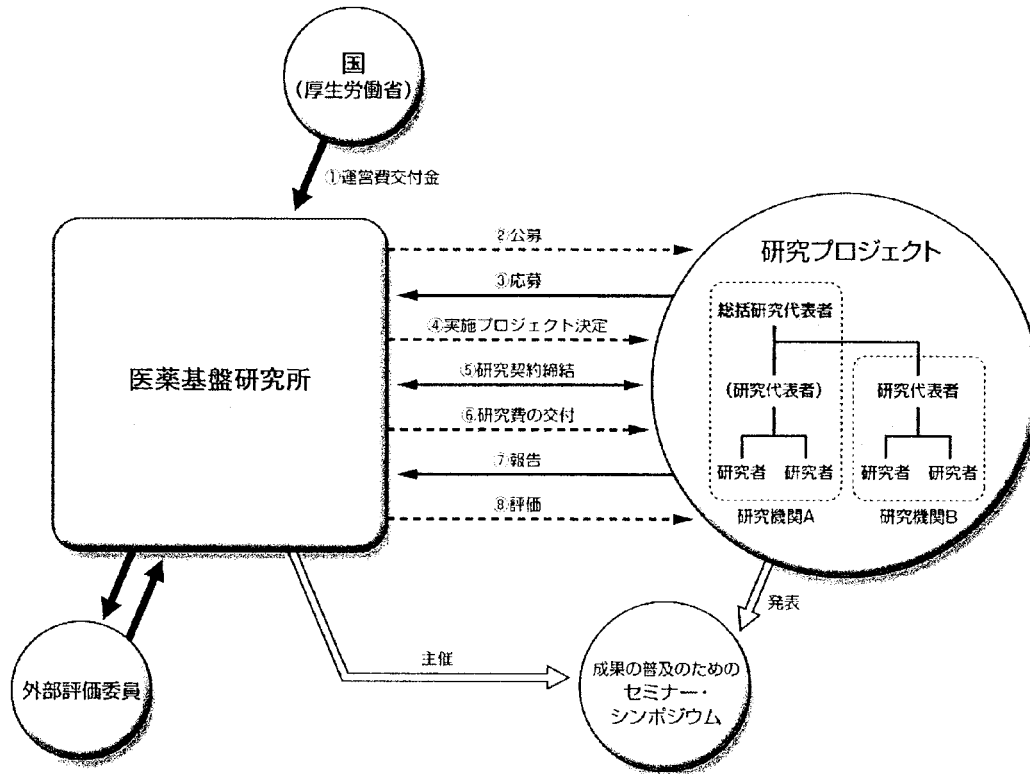 国
(厚生労働省)
①運営費交付金
医薬基盤研究所
②公募
③応募
④実施プロジェクト決定
⑤研究契約締結
⑥研究費の交付
⑦報告
⑧評価
研究プロジェクト
総括研究代表者
(研究代表者) 研究代表者
研究者 研究者 研究者 研究者
研究機関A 研究機関B
発表
主催
外部評価委員
成果の普及のための
セミナー・
シンポジウム